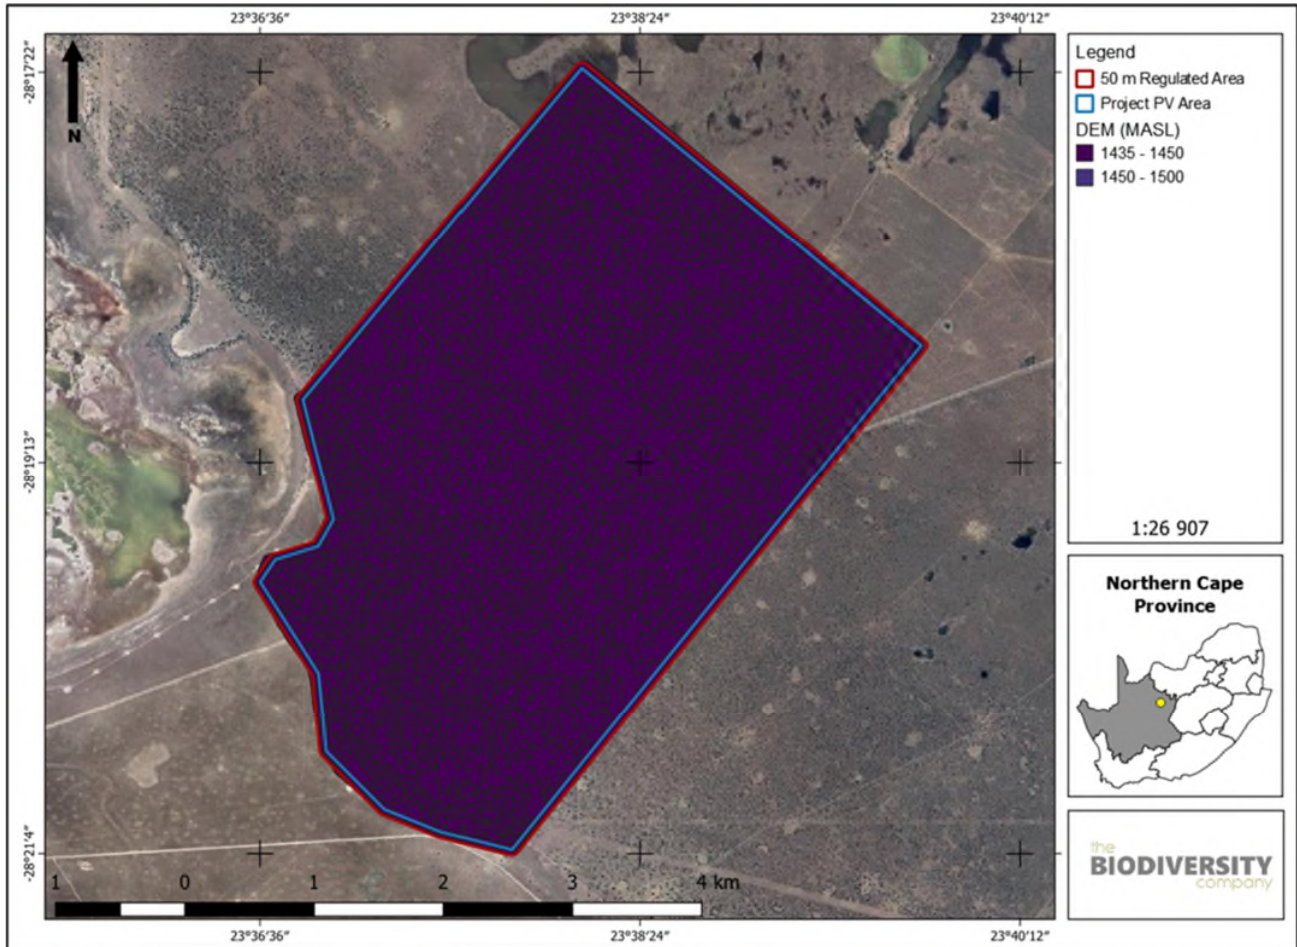 23°36′36″ 23°38′24″ 23°40′12″
-28°17′22″
-28°19′13″
-28°21′4″
N
1 0 1 2 3 4 km
23°36′36″ 23°38′24″ 23°40′12″
Legend
50 m Regulated Area
Project PV Area
DEM (MASL)
1435 - 1450
1450 - 1500
1:26 907
Northern Cape
Province
the
BIODIVERSITY
company